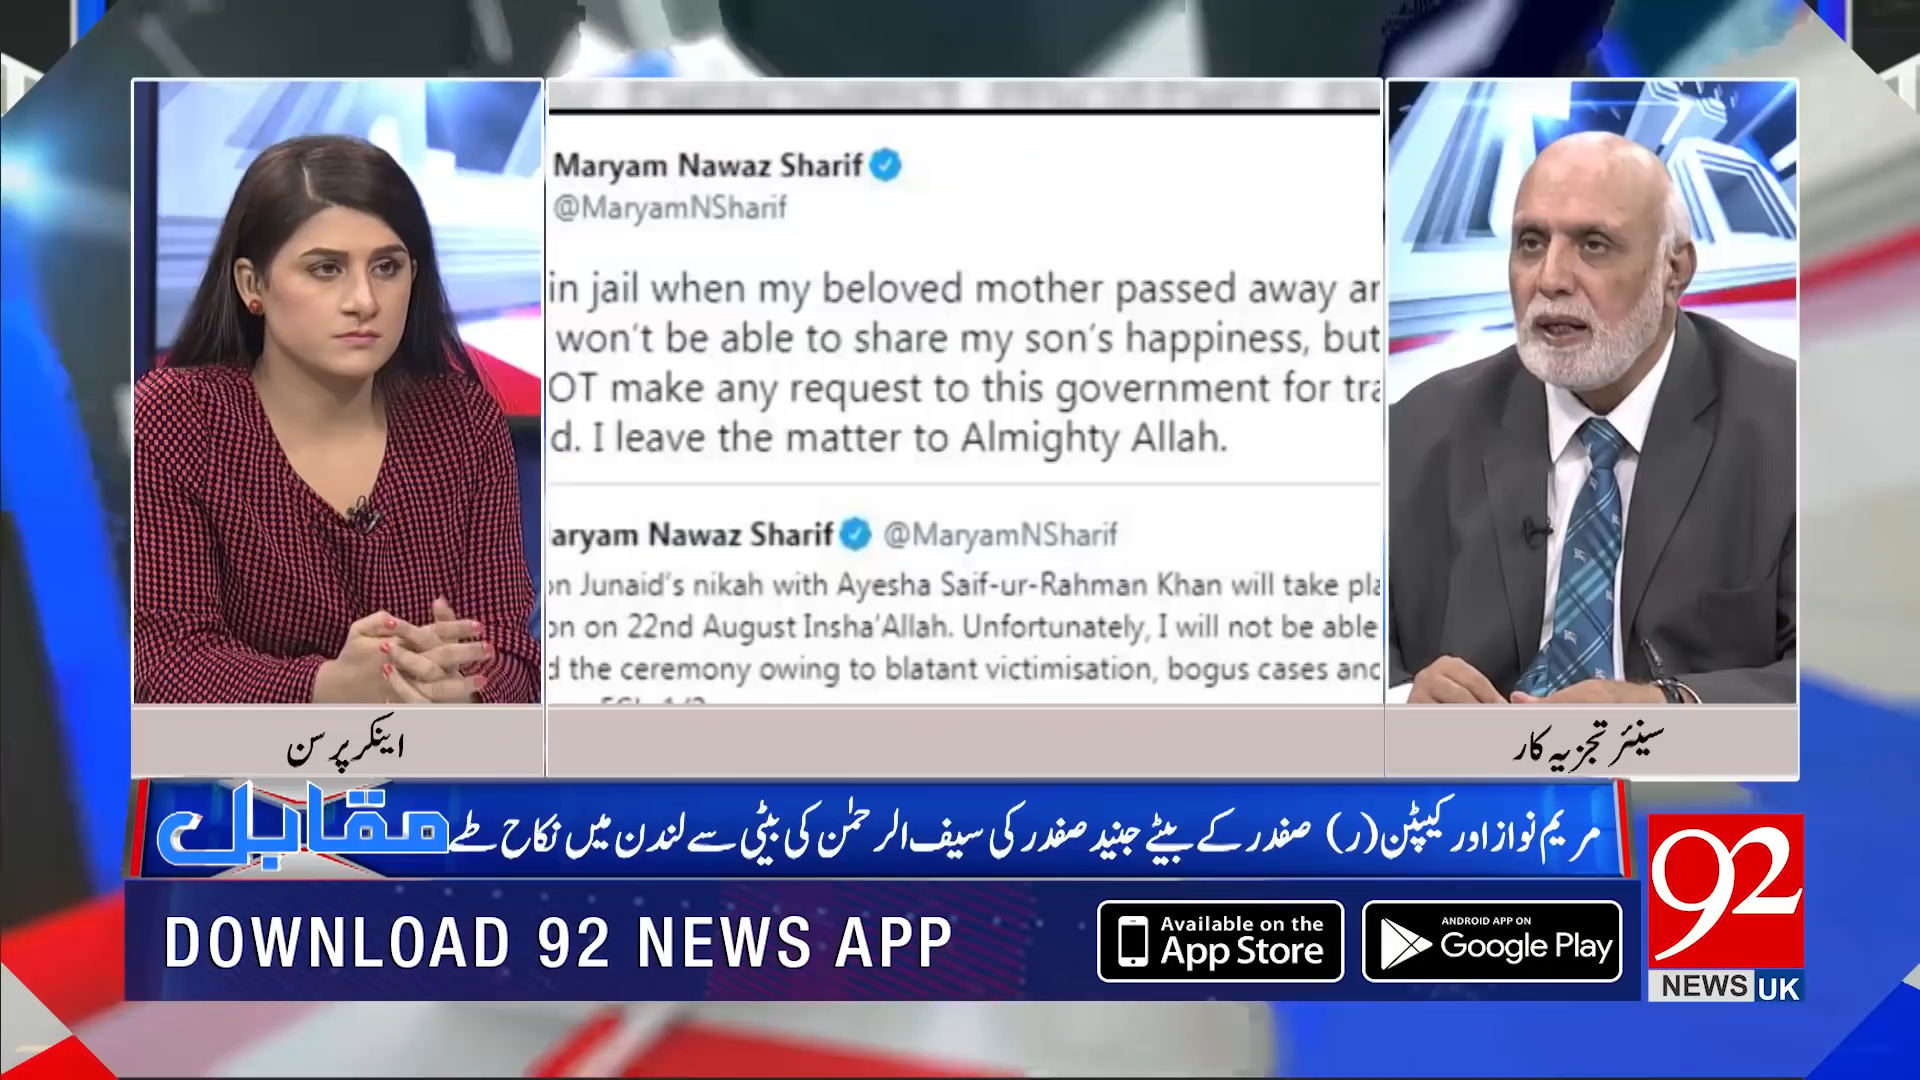 Maryam Nawaz Sharif
@MaryamNSharif
in jail when my beloved mother passed away
won't be able to share my son's happiness, but
OT make any request to this government for
d. I leave the matter to Almighty Allah.
aryam Nawaz Sharif @MaryamNSharif
on Junaid's nikah with Ayesha Saif-ur-Rahman Khan will take
on on 22nd August Insha'Allah. Unfortunately, I will not be able
d the ceremony owing to blatant victimisation, bogus cases and
اینکر پرسن
سینئر تجزیہ کار
مقابل
مریم نواز اور کیپٹن (ر) صفدر کے بیٹے جنید صفدر کی سیف الرحمٰن کی بیٹی سے لندن میں نکاح طے
DOWNLOAD 92 NEWS APP
Available on the
App Store
ANDROID APP ON
Google Play
92
NEWS UK